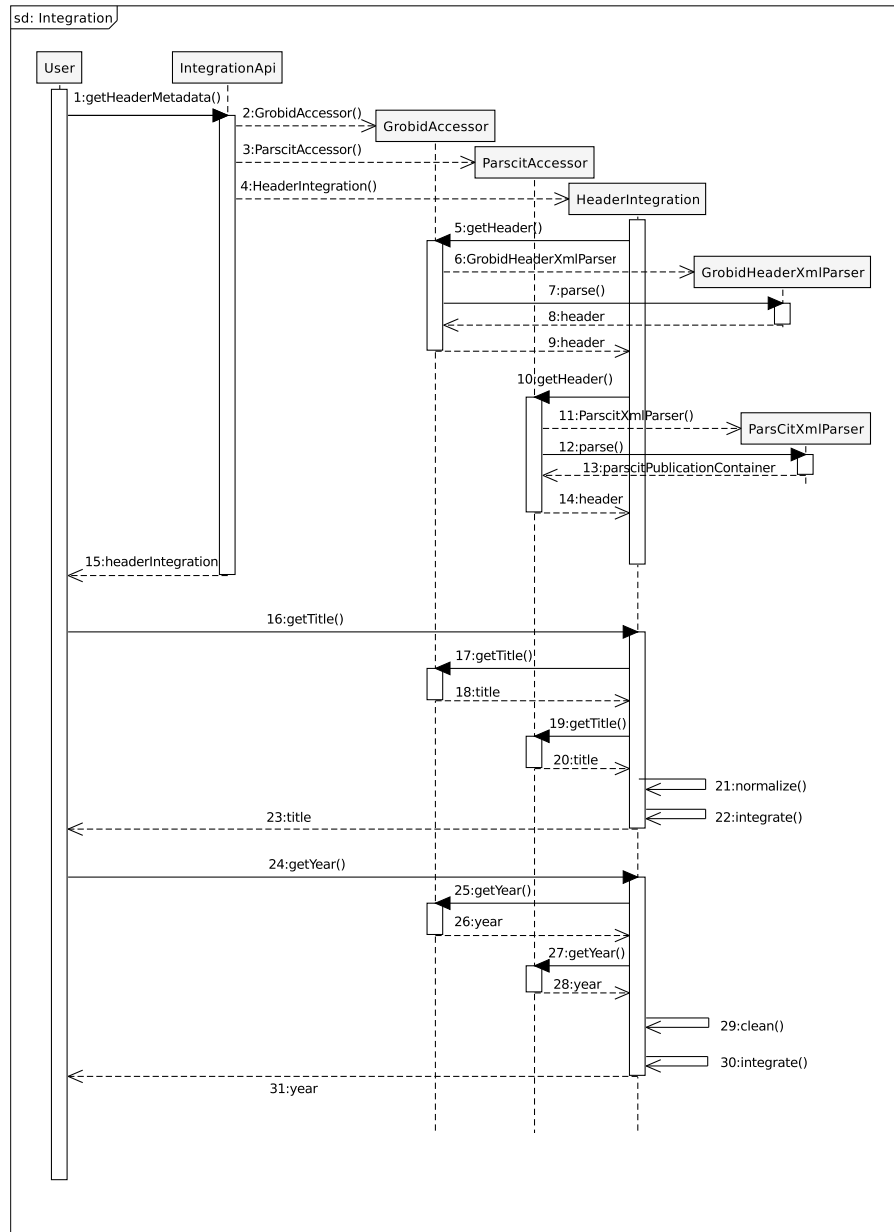 sd: Integration
User
IntegrationApi
1:getHeaderMetadata()
2:GrobidAccessor()
GrobidAccessor
3:ParscitAccessor()
ParscitAccessor
4:HeaderIntegration()
HeaderIntegration
5:getHeader()
6:GrobidHeaderXmlParser
GrobidHeaderXmlParser
7:parse()
8:header
9:header
10:getHeader()
11:ParscitXmlParser()
ParsCitXmlParser
12:parse()
13:parscitPublicationContainer
14:header
15:headerIntegration
16:getTitle()
17:getTitle()
18:title
19:getTitle()
20:title
21:normalize()
22:integrate()
23:title
24:getYear()
25:getYear()
26:year
27:getYear()
28:year
29:clean()
30:integrate()
31:year